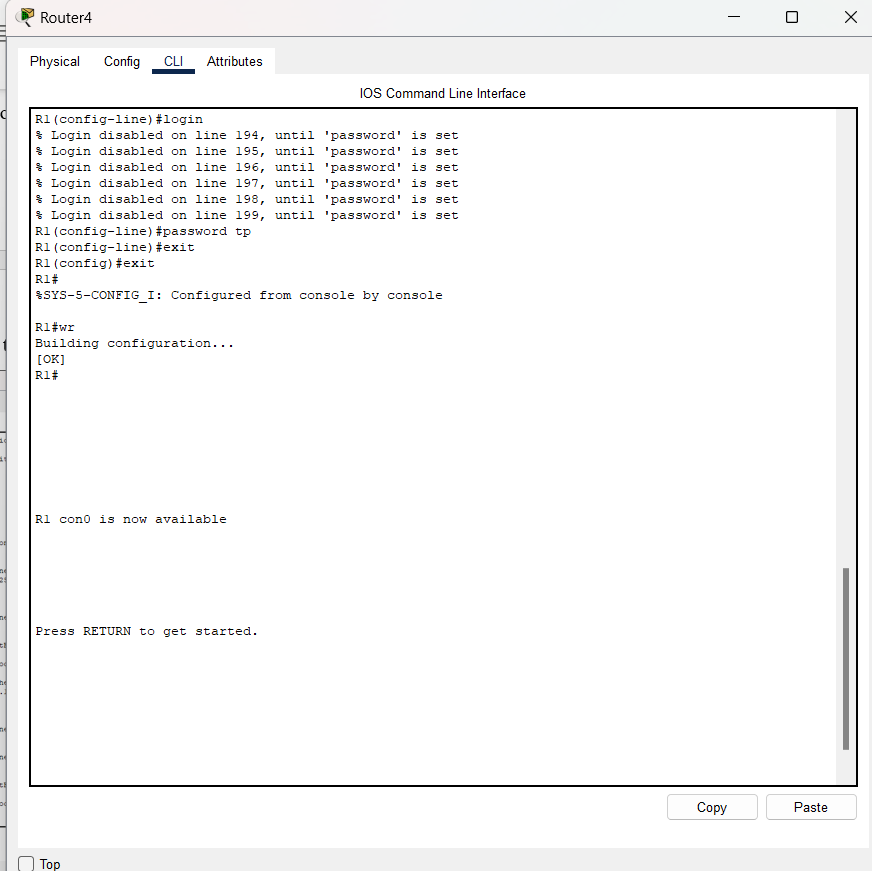 Router4
Physical Config CLI Attributes
IOS Command Line Interface
R1(config-line)#login
% Login disabled on line 194, until 'password' is set
% Login disabled on line 195, until 'password' is set
% Login disabled on line 196, until 'password' is set
% Login disabled on line 197, until 'password' is set
% Login disabled on line 198, until 'password' is set
% Login disabled on line 199, until 'password' is set
R1(config-line)#password tp
R1(config-line)#exit
R1(config)#exit
R1#
%SYS-5-CONFIG_I: Configured from console by console
R1#wr
Building configuration...
[OK]
R1#
R1 con0 is now available
Press RETURN to get started.
Copy Paste
Top